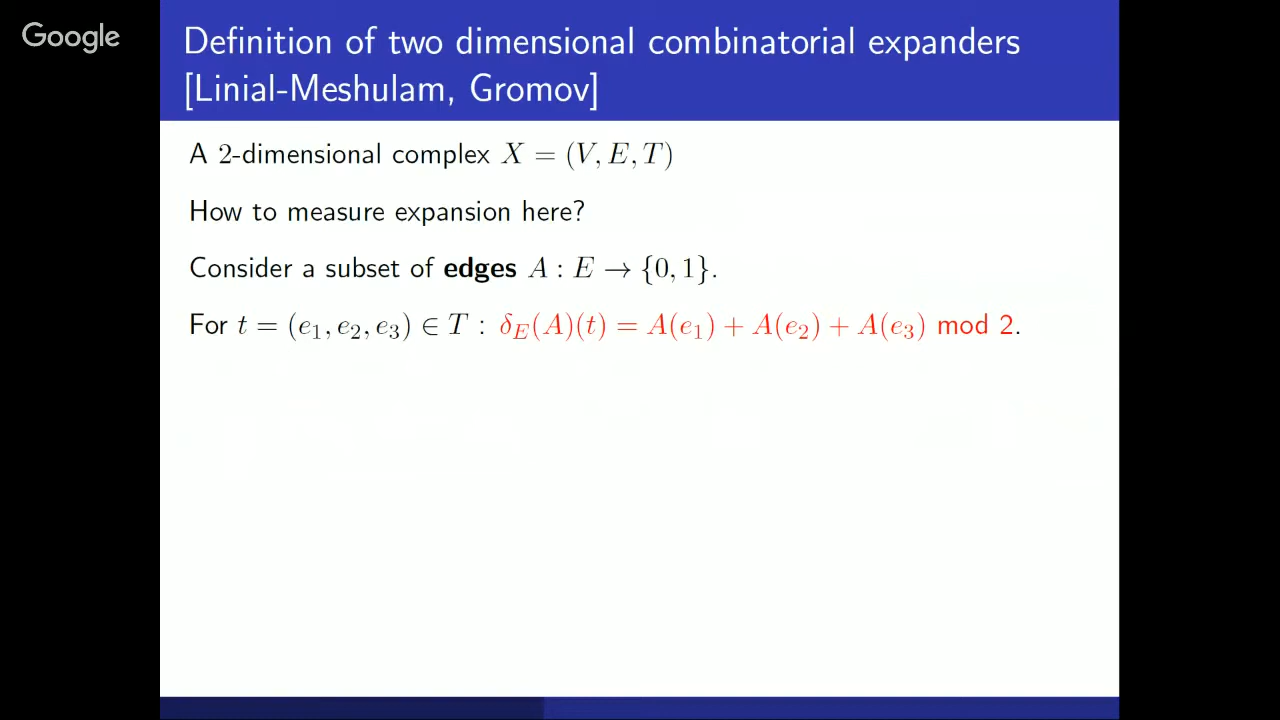 Google
Definition of two dimensional combinatorial expanders
[Linial-Meshulam, Gromov]
A 2-dimensional complex X = (V, E, T)
How to measure expansion here?
Consider a subset of edges A : E → {0, 1}.
For t = (e₁, e₂, e₃) ∈ T : δ_E(A)(t) = A(e₁) + A(e₂) + A(e₃) mod 2.